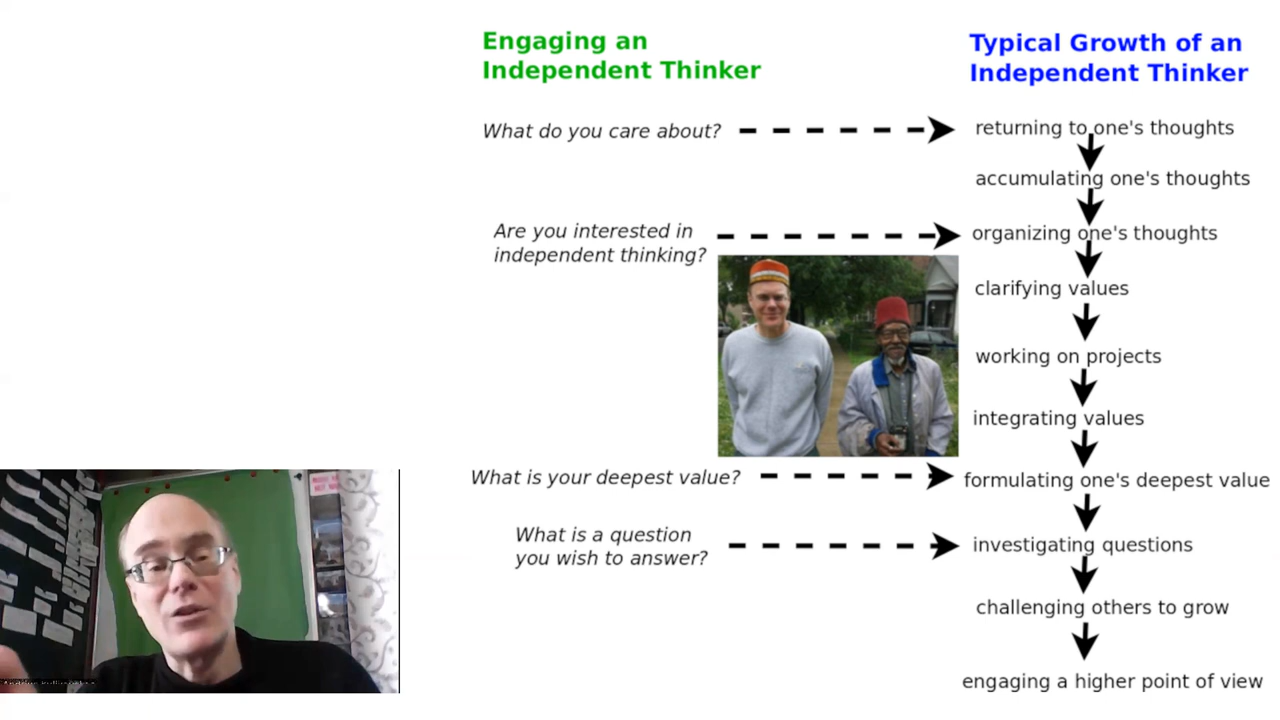 Engaging an
Independent Thinker
Typical Growth of an
Independent Thinker
What do you care about?
returning to one's thoughts
accumulating one's thoughts
Are you interested in
independent thinking?
organizing one's thoughts
clarifying values
working on projects
integrating values
What is your deepest value?
formulating one's deepest value
What is a question
you wish to answer?
investigating questions
challenging others to grow
engaging a higher point of view